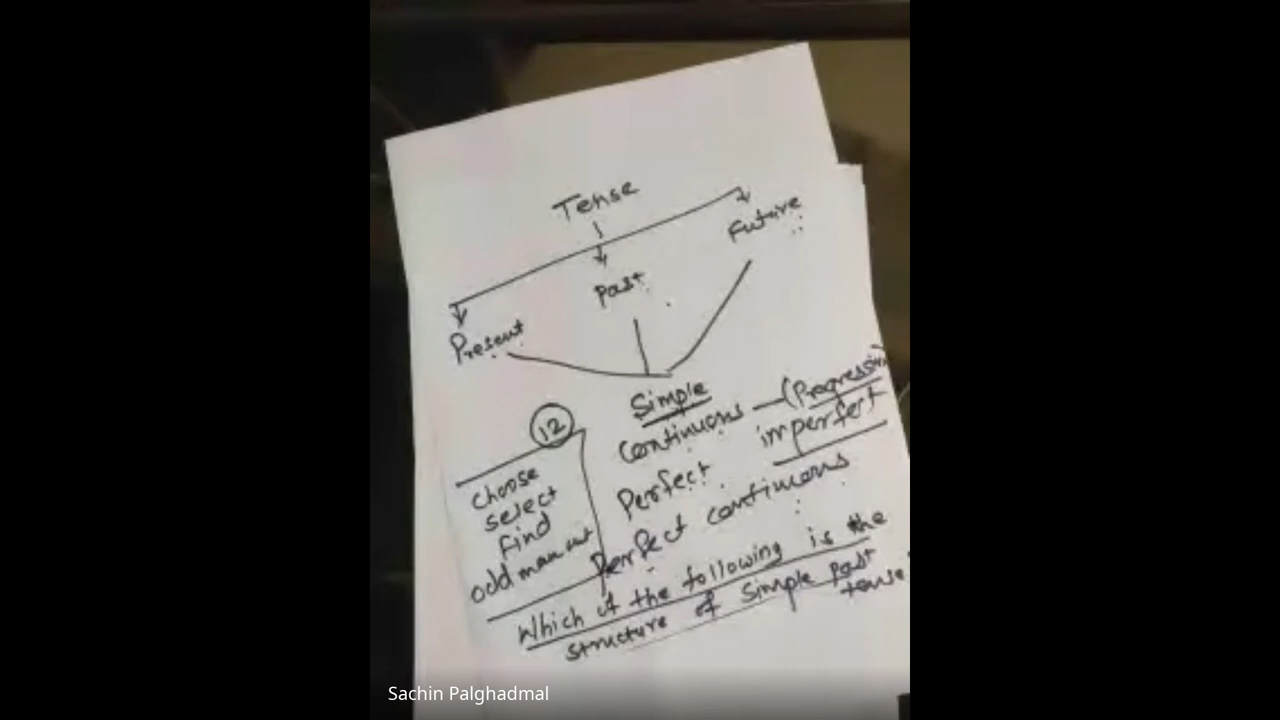 Tense
Present
Past
Future
Simple
Continuous — (Progressiv
imperfect
Perfect
Perfect continuous
12
choose
select
find
odd man out
Which of the following is the
structure of simple past
tense
Sachin Palghadmal